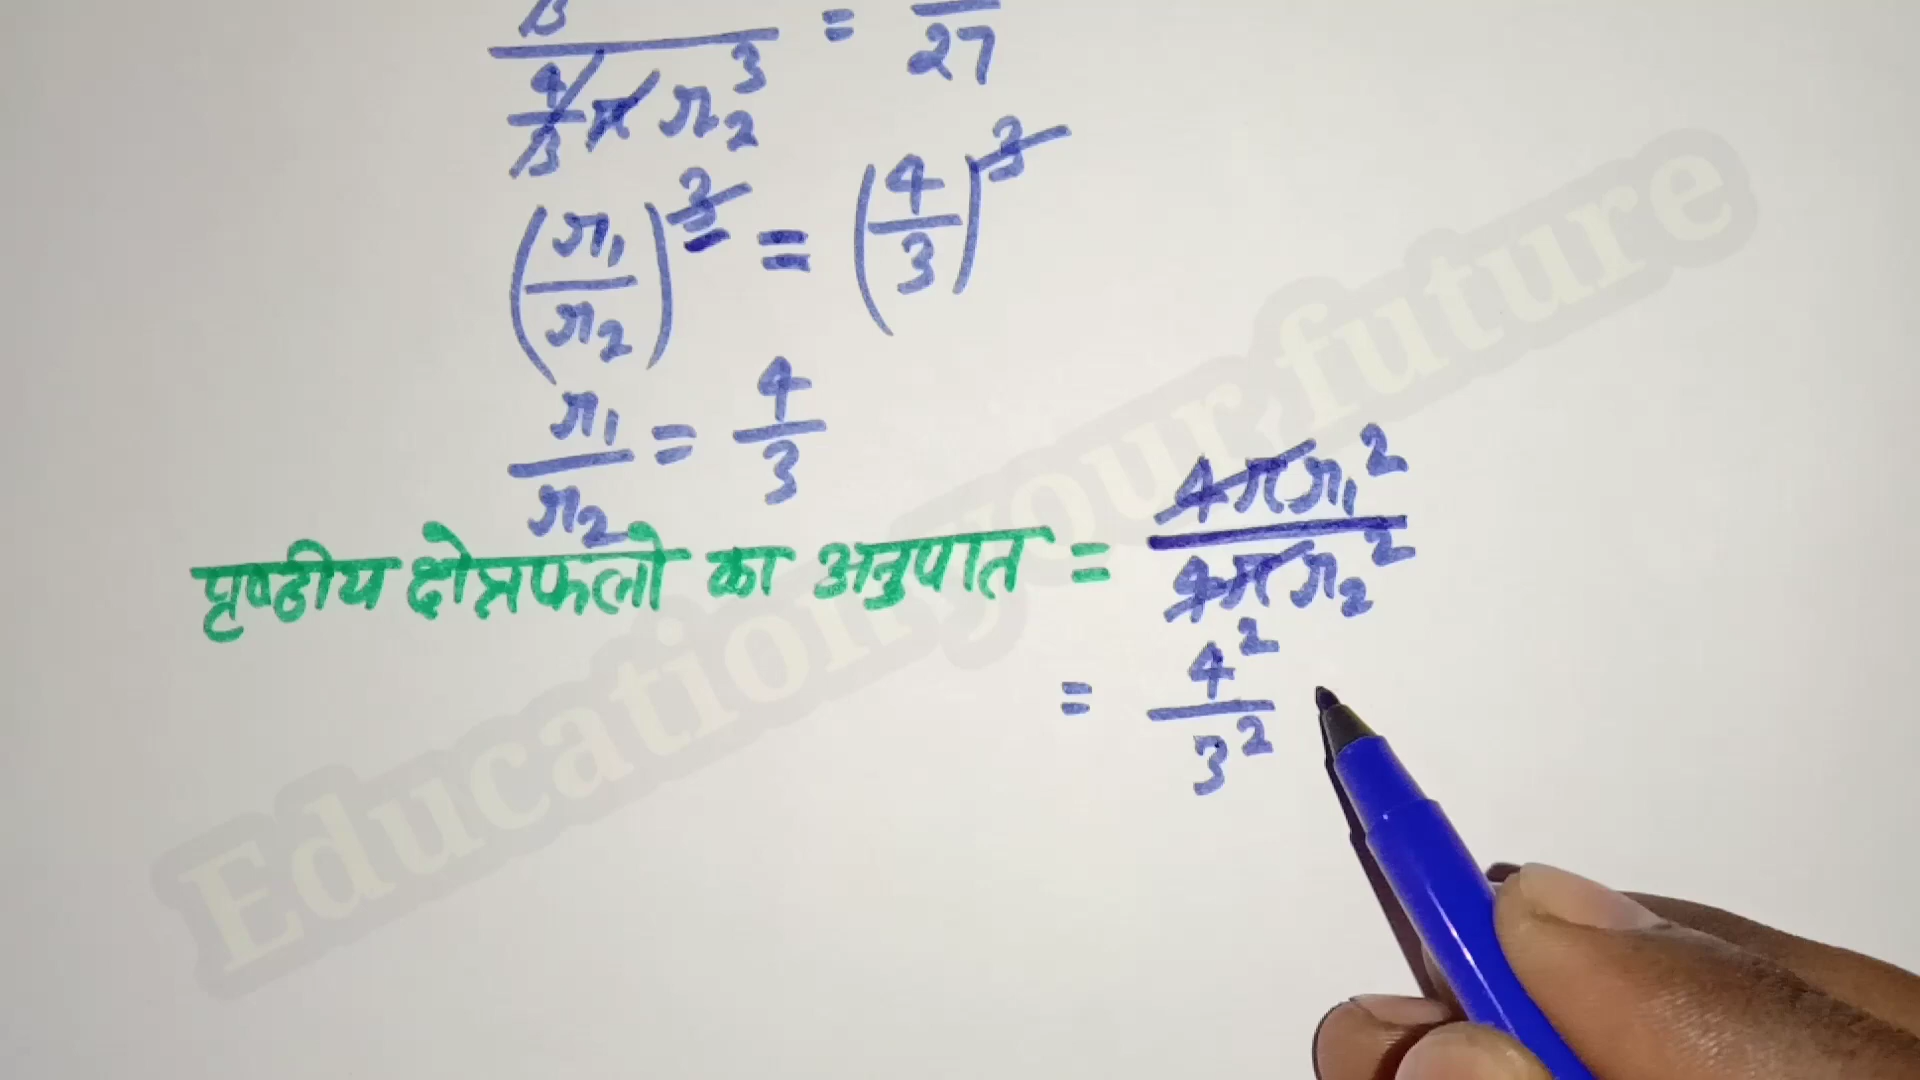 3 = 27
4/3 π r₂³
(r₁/r₂)³ = (4/3)³
r₁/r₂ = 4/3
पृष्ठीय क्षेत्रफलो का अनुपात = 4πr₁²/4πr₂²
= 4²/3²
Education your future